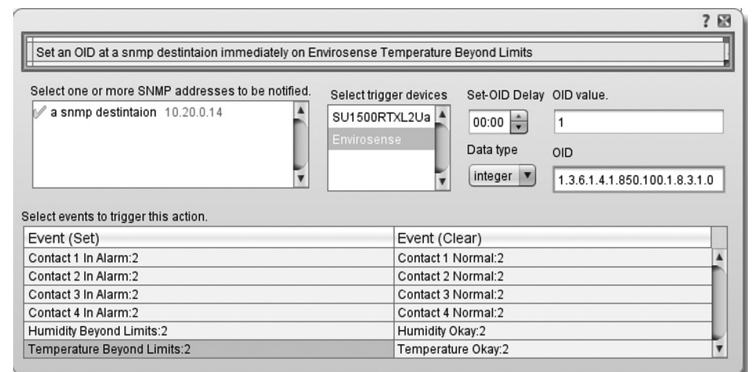 ?
Set an OID at a snmp destintaion immediately on Envirosense Temperature Beyond Limits
Select one or more SNMP addresses to be notified.
a snmp destintaion 10.20.0.14
Select trigger devices
SU1500RTXL2Ua
Envirosense
Set-OID Delay
00:00
OID value.
1
Data type
integer
OID
1.3.6.1.4.1.850.100.1.8.3.1.0
Select events to trigger this action.
Event (Set) Event (Clear)
Contact 1 In Alarm:2 Contact 1 Normal:2
Contact 2 In Alarm:2 Contact 2 Normal:2
Contact 3 In Alarm:2 Contact 3 Normal:2
Contact 4 In Alarm:2 Contact 4 Normal:2
Humidity Beyond Limits:2 Humidity Okay:2
Temperature Beyond Limits:2 Temperature Okay:2